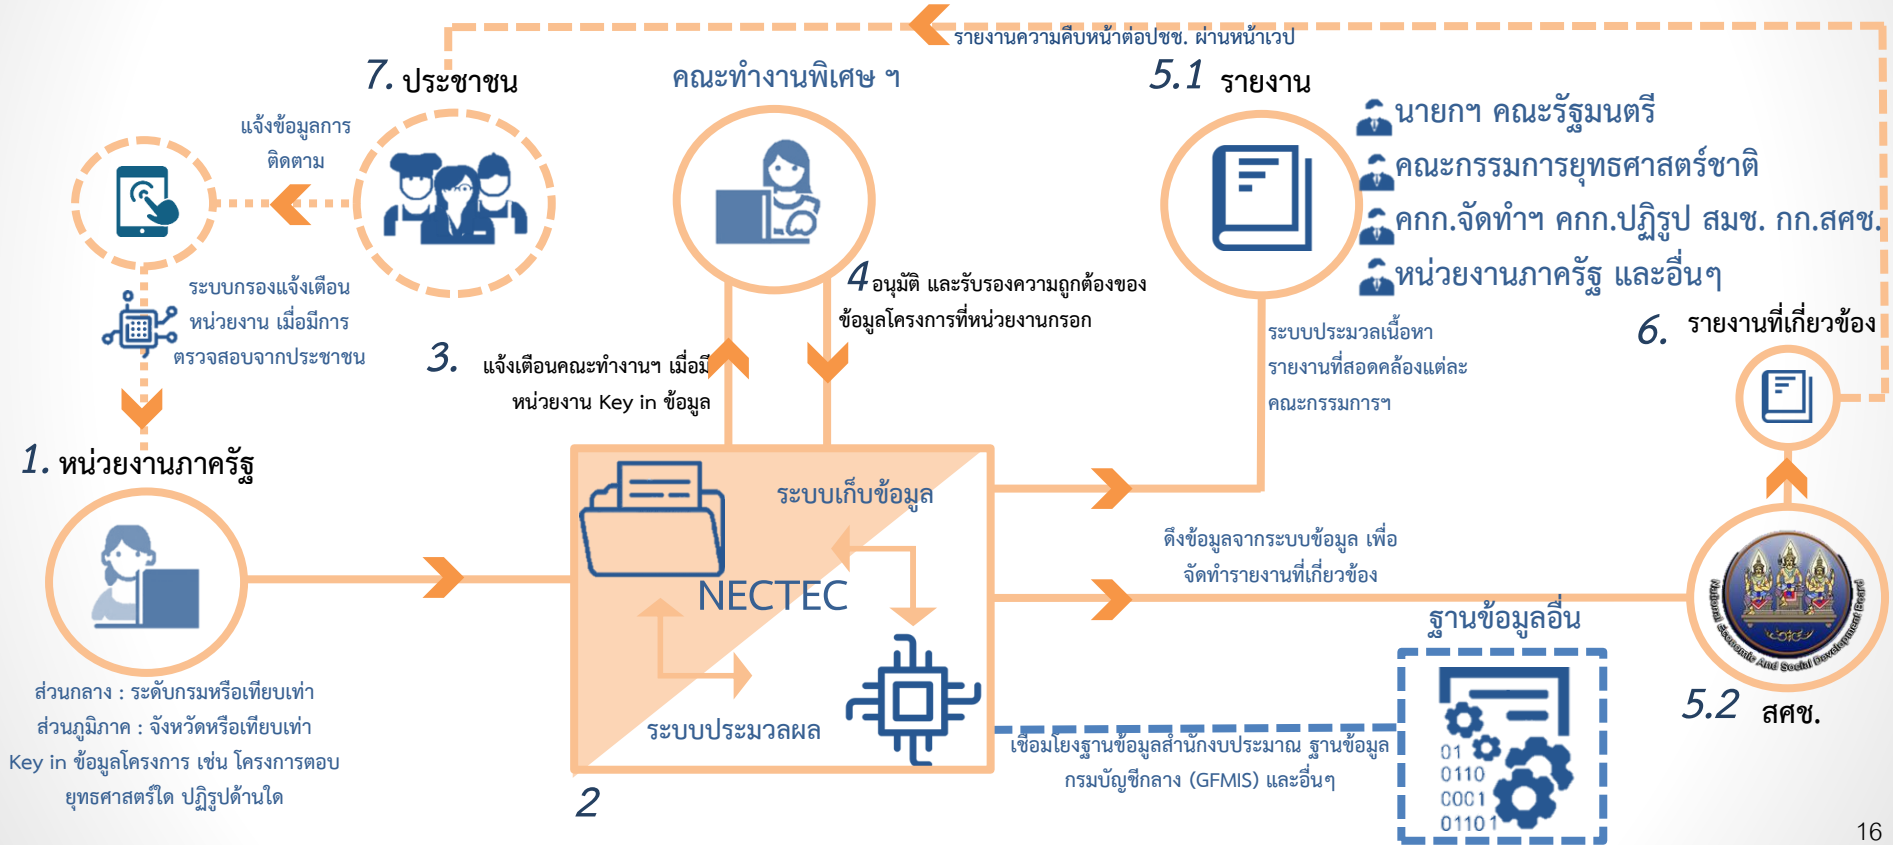 รายงานความคืบหน้าต่อปชช. ผ่านหน้าเวป
7. ประชาชน
คณะทำงานพิเศษ ฯ
5.1 รายงาน
นายกฯ คณะรัฐมนตรี
คณะกรรมการยุทธศาสตร์ชาติ
คกก.จัดทำฯ คกก.ปฏิรูป สมช. กก.สศช.
หน่วยงานภาครัฐ และอื่นๆ
แจ้งข้อมูลการ
ติดตาม
ระบบกรองแจ้งเตือน
หน่วยงาน เมื่อมีการ
ตรวจสอบจากประชาชน
3. แจ้งเตือนคณะทำงานฯ เมื่อมี
หน่วยงาน Key in ข้อมูล
4 อนุมัติ และรับรองความถูกต้องของ
ข้อมูลโครงการที่หน่วยงานกรอก
ระบบประมวลเนื้อหา
รายงานที่สอดคล้องแต่ละ
คณะกรรมการฯ
6. รายงานที่เกี่ยวข้อง
1. หน่วยงานภาครัฐ
ส่วนกลาง : ระดับกรมหรือเทียบเท่า
ส่วนภูมิภาค : จังหวัดหรือเทียบเท่า
Key in ข้อมูลโครงการ เช่น โครงการตอบ
ยุทธศาสตร์ใด ปฏิรูปด้านใด
ระบบเก็บข้อมูล
NECTEC
ระบบประมวลผล
2
ดึงข้อมูลจากระบบข้อมูล เพื่อ
จัดทำรายงานที่เกี่ยวข้อง
ฐานข้อมูลอื่น
01
0110
0001
01101
เชื่อมโยงฐานข้อมูลสำนักงบประมาณ ฐานข้อมูล
กรมบัญชีกลาง (GFMIS) และอื่นๆ
National Economic And Social Development Board
5.2 สศช.
16